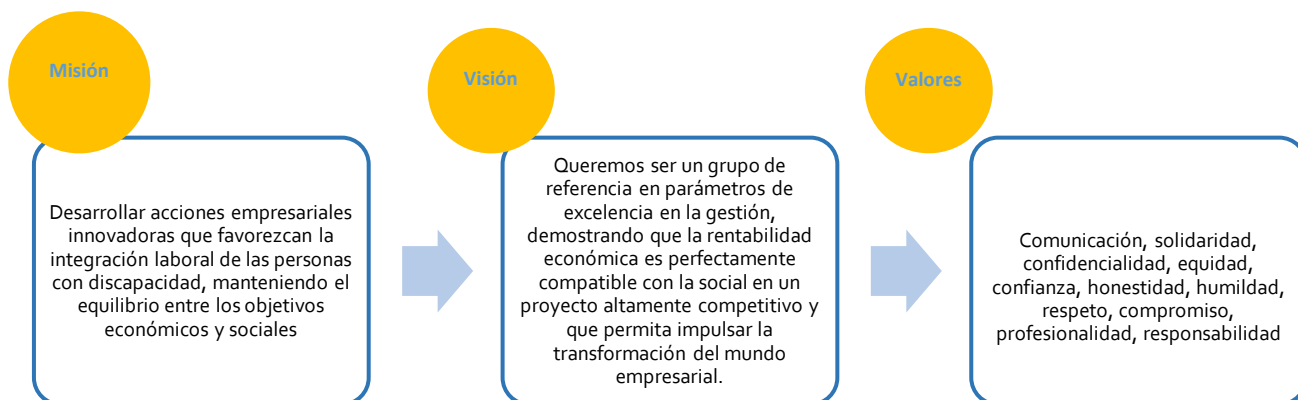 Misión
Desarrollar acciones empresariales
innovadoras que favorezcan la
integración laboral de las personas
con discapacidad, manteniendo el
equilibrio entre los objetivos
económicos y sociales
Visión
Queremos ser un grupo de
referencia en parámetros de
excelencia en la gestión,
demostrando que la rentabilidad
económica es perfectamente
compatible con la social en un
proyecto altamente competitivo y
que permita impulsar la
transformación del mundo
empresarial.
Valores
Comunicación, solidaridad,
confidencialidad, equidad,
confianza, honestidad, humildad,
respeto, compromiso,
profesionalidad, responsabilidad